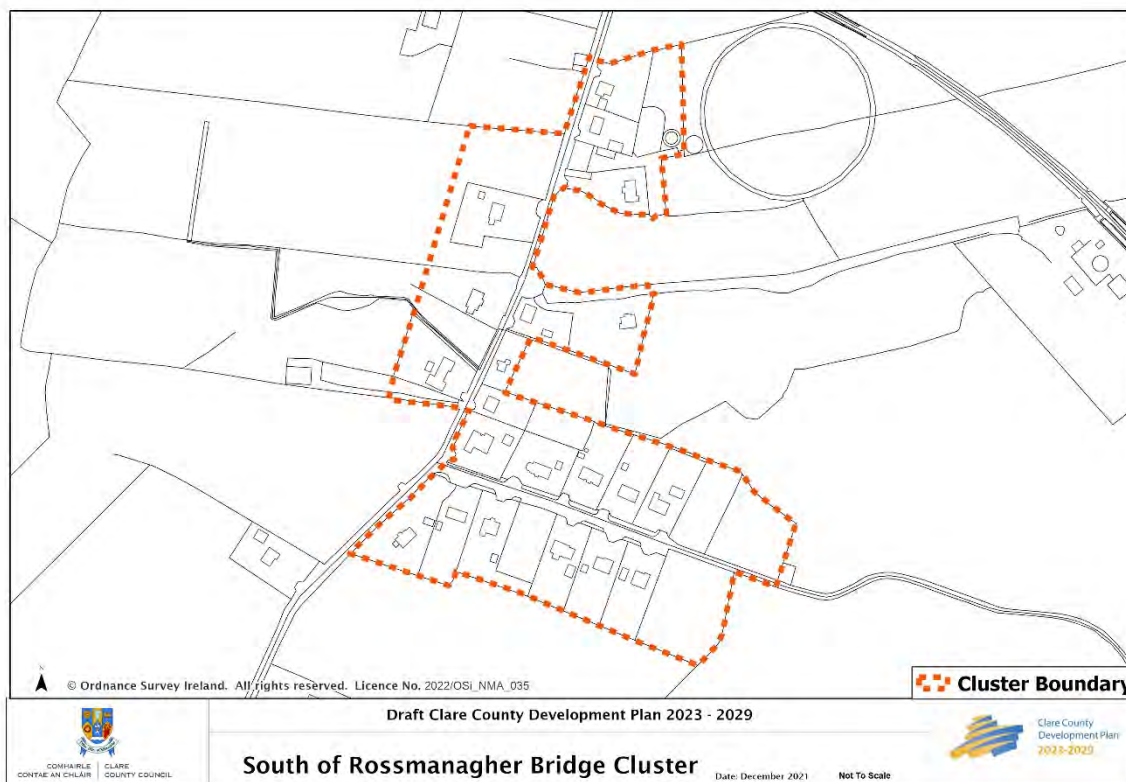 N
© Ordnance Survey Ireland. All rights reserved. Licence No. 2022/OSi_NMA_035
Cluster Boundary
Draft Clare County Development Plan 2023 - 2029
South of Rossmanagher Bridge Cluster
Date: December 2021
Not To Scale
COMHAIRLE CONTAE AN CHLÁIR
CLARE COUNTY COUNCIL
Clare County
Development Plan
2023-2029